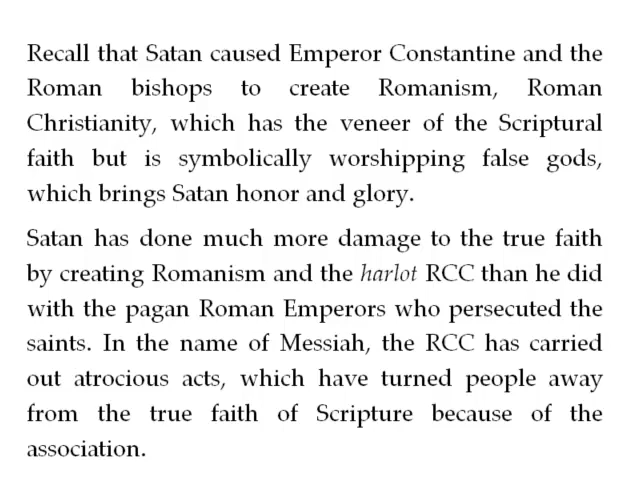 Recall that Satan caused Emperor Constantine and the
Roman bishops to create Romanism, Roman
Christianity, which has the veneer of the Scriptural
faith but is symbolically worshipping false gods,
which brings Satan honor and glory.
Satan has done much more damage to the true faith
by creating Romanism and the harlot RCC than he did
with the pagan Roman Emperors who persecuted the
saints. In the name of Messiah, the RCC has carried
out atrocious acts, which have turned people away
from the true faith of Scripture because of the
association.